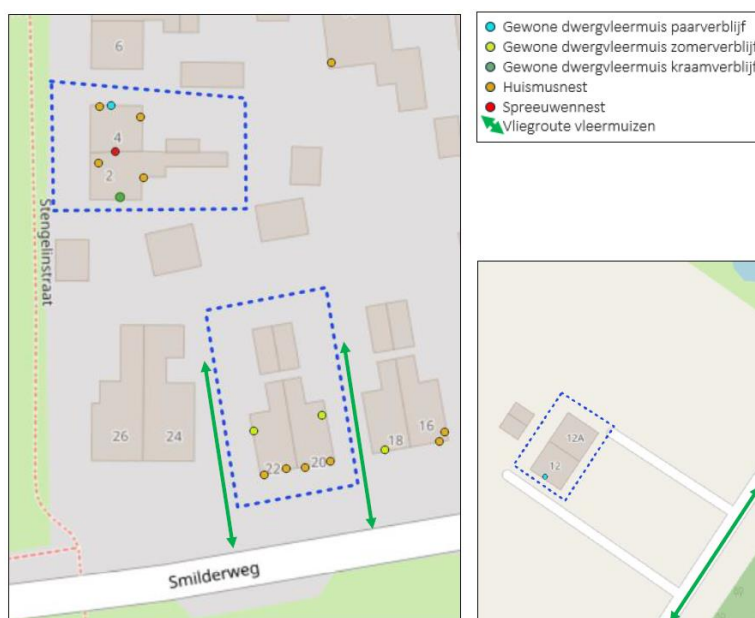 6
4
2
Stengelinstraat
26
24
22
20
18
16
Smilderweg
Gewone dwergvleermuis paarverblijf
Gewone dwergvleermuis zomerverblijf
Gewone dwergvleermuis kraamverblijf
Huismusnest
Spreeuwennest
Vliegroute vleermuizen
12A
12